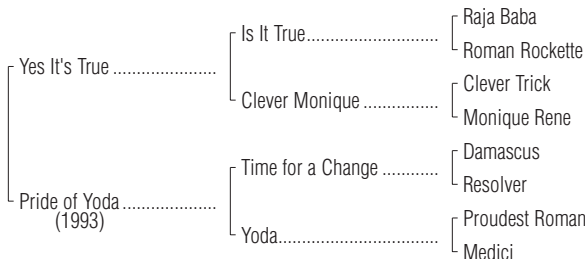 Raja Baba
Is It True
Roman Rockette
Yes It's True
Clever Trick
Clever Monique
Monique Rene
Damascus
Time for a Change
Resolver
Pride of Yoda
(1993)
Proudest Roman
Yoda
Medici